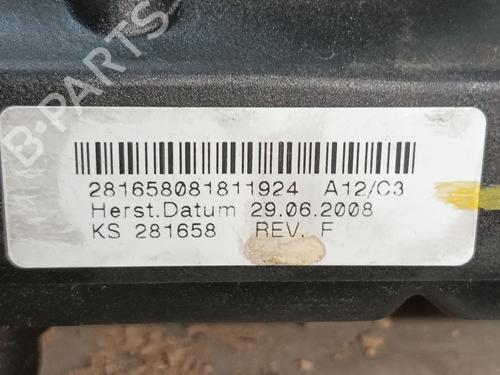 281658081811924 A12/C3
Herst.Datum 29.06.2008
KS 281658 REV. F
B-PARTS